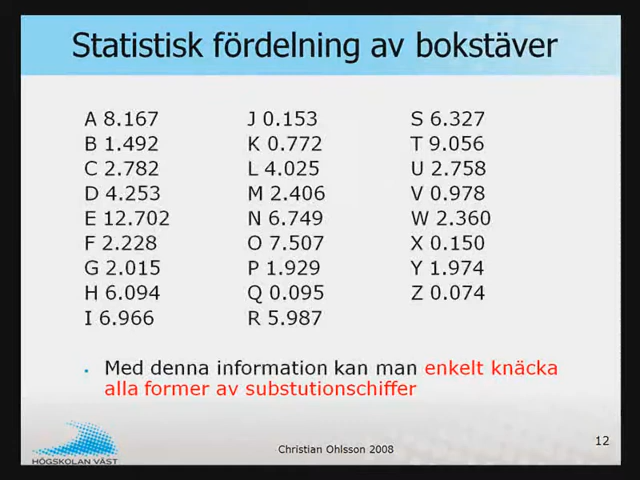 Statistisk fördelning av bokstäver
A 8.167
B 1.492
C 2.782
D 4.253
E 12.702
F 2.228
G 2.015
H 6.094
I 6.966
J 0.153
K 0.772
L 4.025
M 2.406
N 6.749
O 7.507
P 1.929
Q 0.095
R 5.987
S 6.327
T 9.056
U 2.758
V 0.978
W 2.360
X 0.150
Y 1.974
Z 0.074
• Med denna information kan man enkelt knäcka
alla former av substutionschiffer
HÖGSKOLAN VÄST
Christian Ohlsson 2008
12